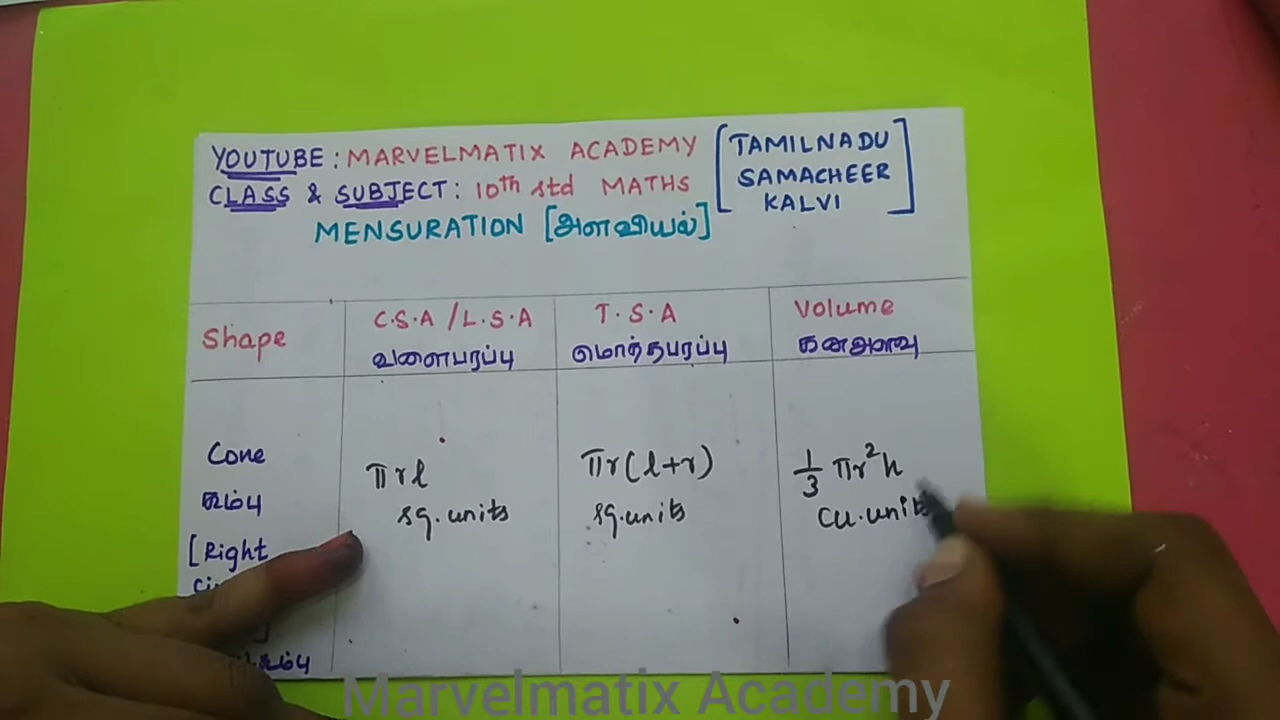 YOUTUBE : MARVELMATIX ACADEMY [TAMILNADU
CLASS & SUBJECT : 10th std MATHS SAMACHEER
KALVI]
MENSURATION [அளவியல்]
Shape
C.S.A / L.S.A
வளைபரப்பு
T.S.A
மொத்தபரப்பு
Volume
கனஅளவு
Cone
கூம்பு
[Right
πrl
sq.units
πr(l+r)
sq.units
1/3 πr²h
cu.units
Marvelmatix Academy